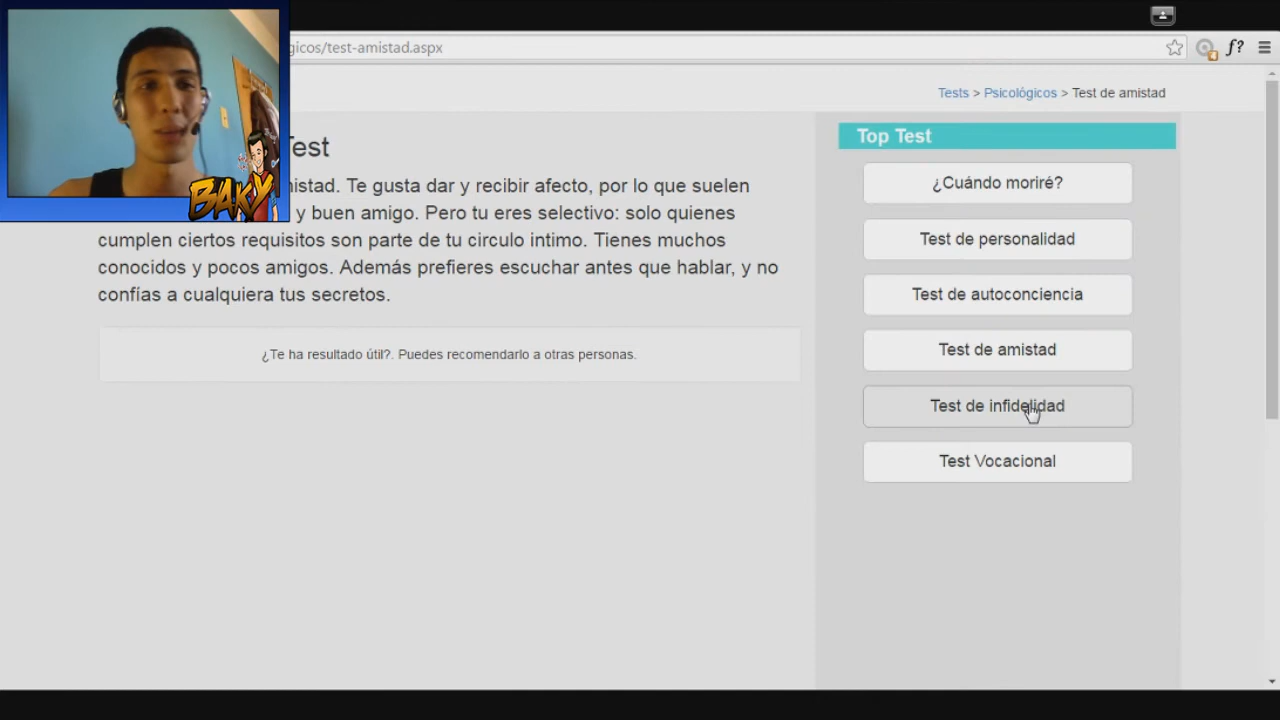 gicos/test-amistad.aspx
f?
Tests > Psicológicos > Test de amistad
Test
nistad. Te gusta dar y recibir afecto, por lo que suelen
y buen amigo. Pero tu eres selectivo: solo quienes
cumplen ciertos requisitos son parte de tu circulo intimo. Tienes muchos
conocidos y pocos amigos. Además prefieres escuchar antes que hablar, y no
confías a cualquiera tus secretos.
¿Te ha resultado útil?. Puedes recomendarlo a otras personas.
Top Test
¿Cuándo moriré?
Test de personalidad
Test de autoconciencia
Test de amistad
Test de infidelidad
Test Vocacional
BAKY